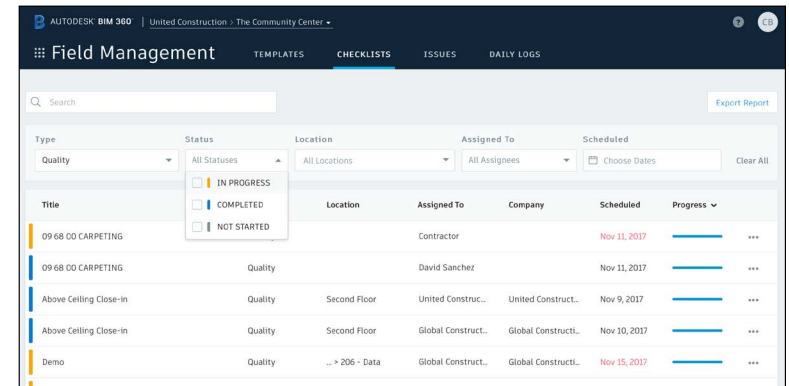 AUTODESK® BIM 360® | United Construction > The Community Center
CB
Field Management TEMPLATES CHECKLISTS ISSUES DAILY LOGS
Search
Export Report
Type Status Location Assigned To Scheduled
Quality All Statuses All Locations All Assignees Choose Dates Clear All
IN PROGRESS
COMPLETED
NOT STARTED
Title Location Assigned To Company Scheduled Progress
09 68 00 CARPETING Contractor Nov 11, 2017
09 68 00 CARPETING Quality David Sanchez Nov 11, 2017
Above Ceiling Close-in Quality Second Floor United Construc... United Construct... Nov 9, 2017
Above Ceiling Close-in Quality Second Floor Global Construct... Global Constructi... Nov 10, 2017
Demo Quality ... > 206 - Data Global Construct... Global Constructi... Nov 15, 2017